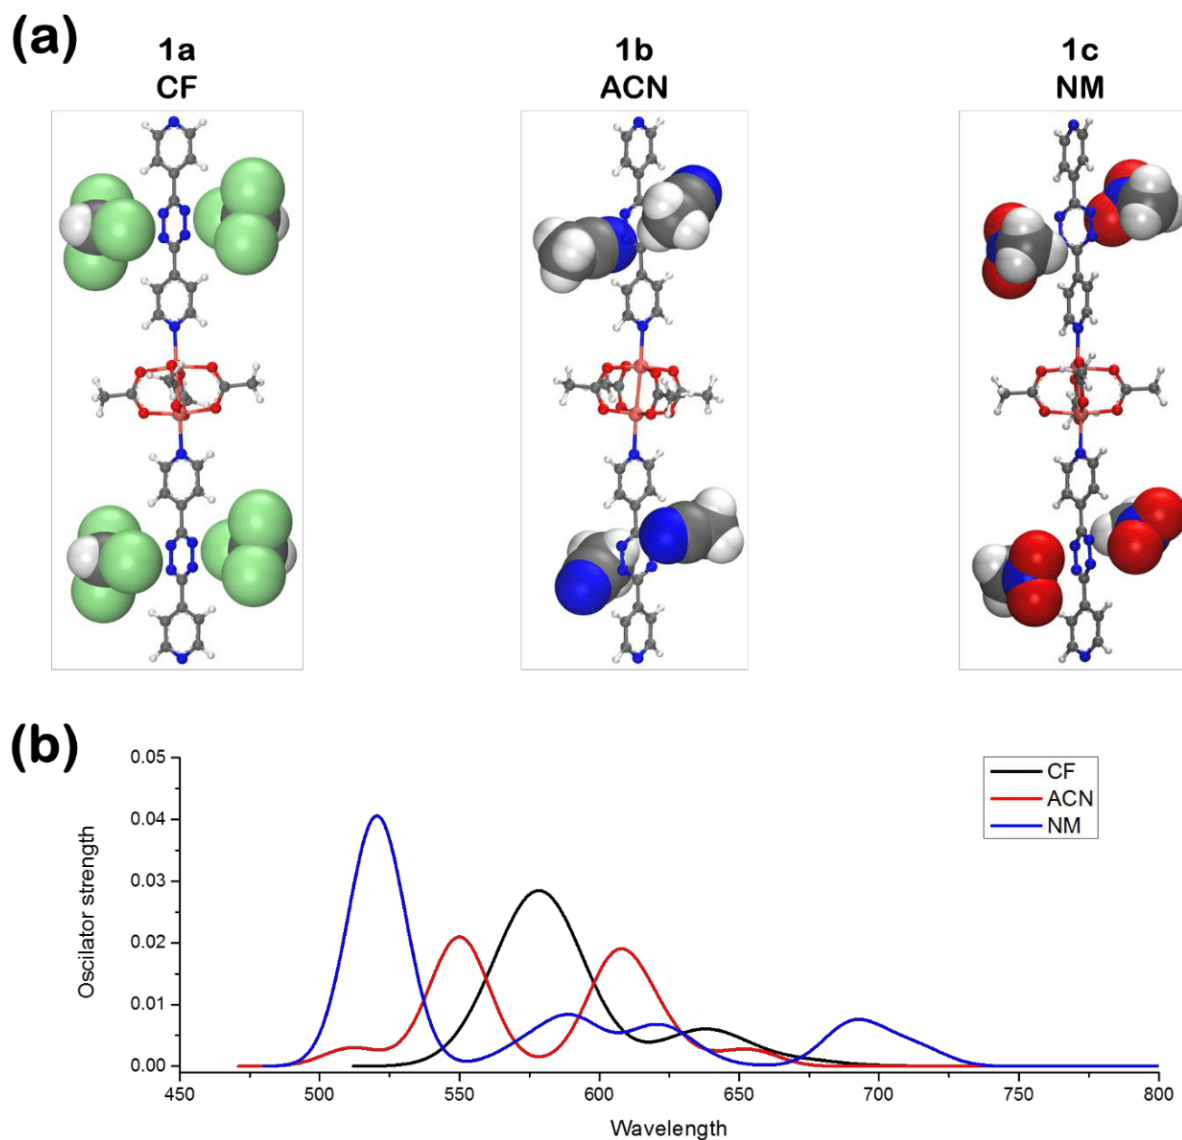 (a)
1a
CF
1b
ACN
1c
NM
(b)
0.05
0.04
0.03
0.02
0.01
0.00
Oscilator strength
CF
ACN
NM
450 500 550 600 650 700 750 800
Wavelength